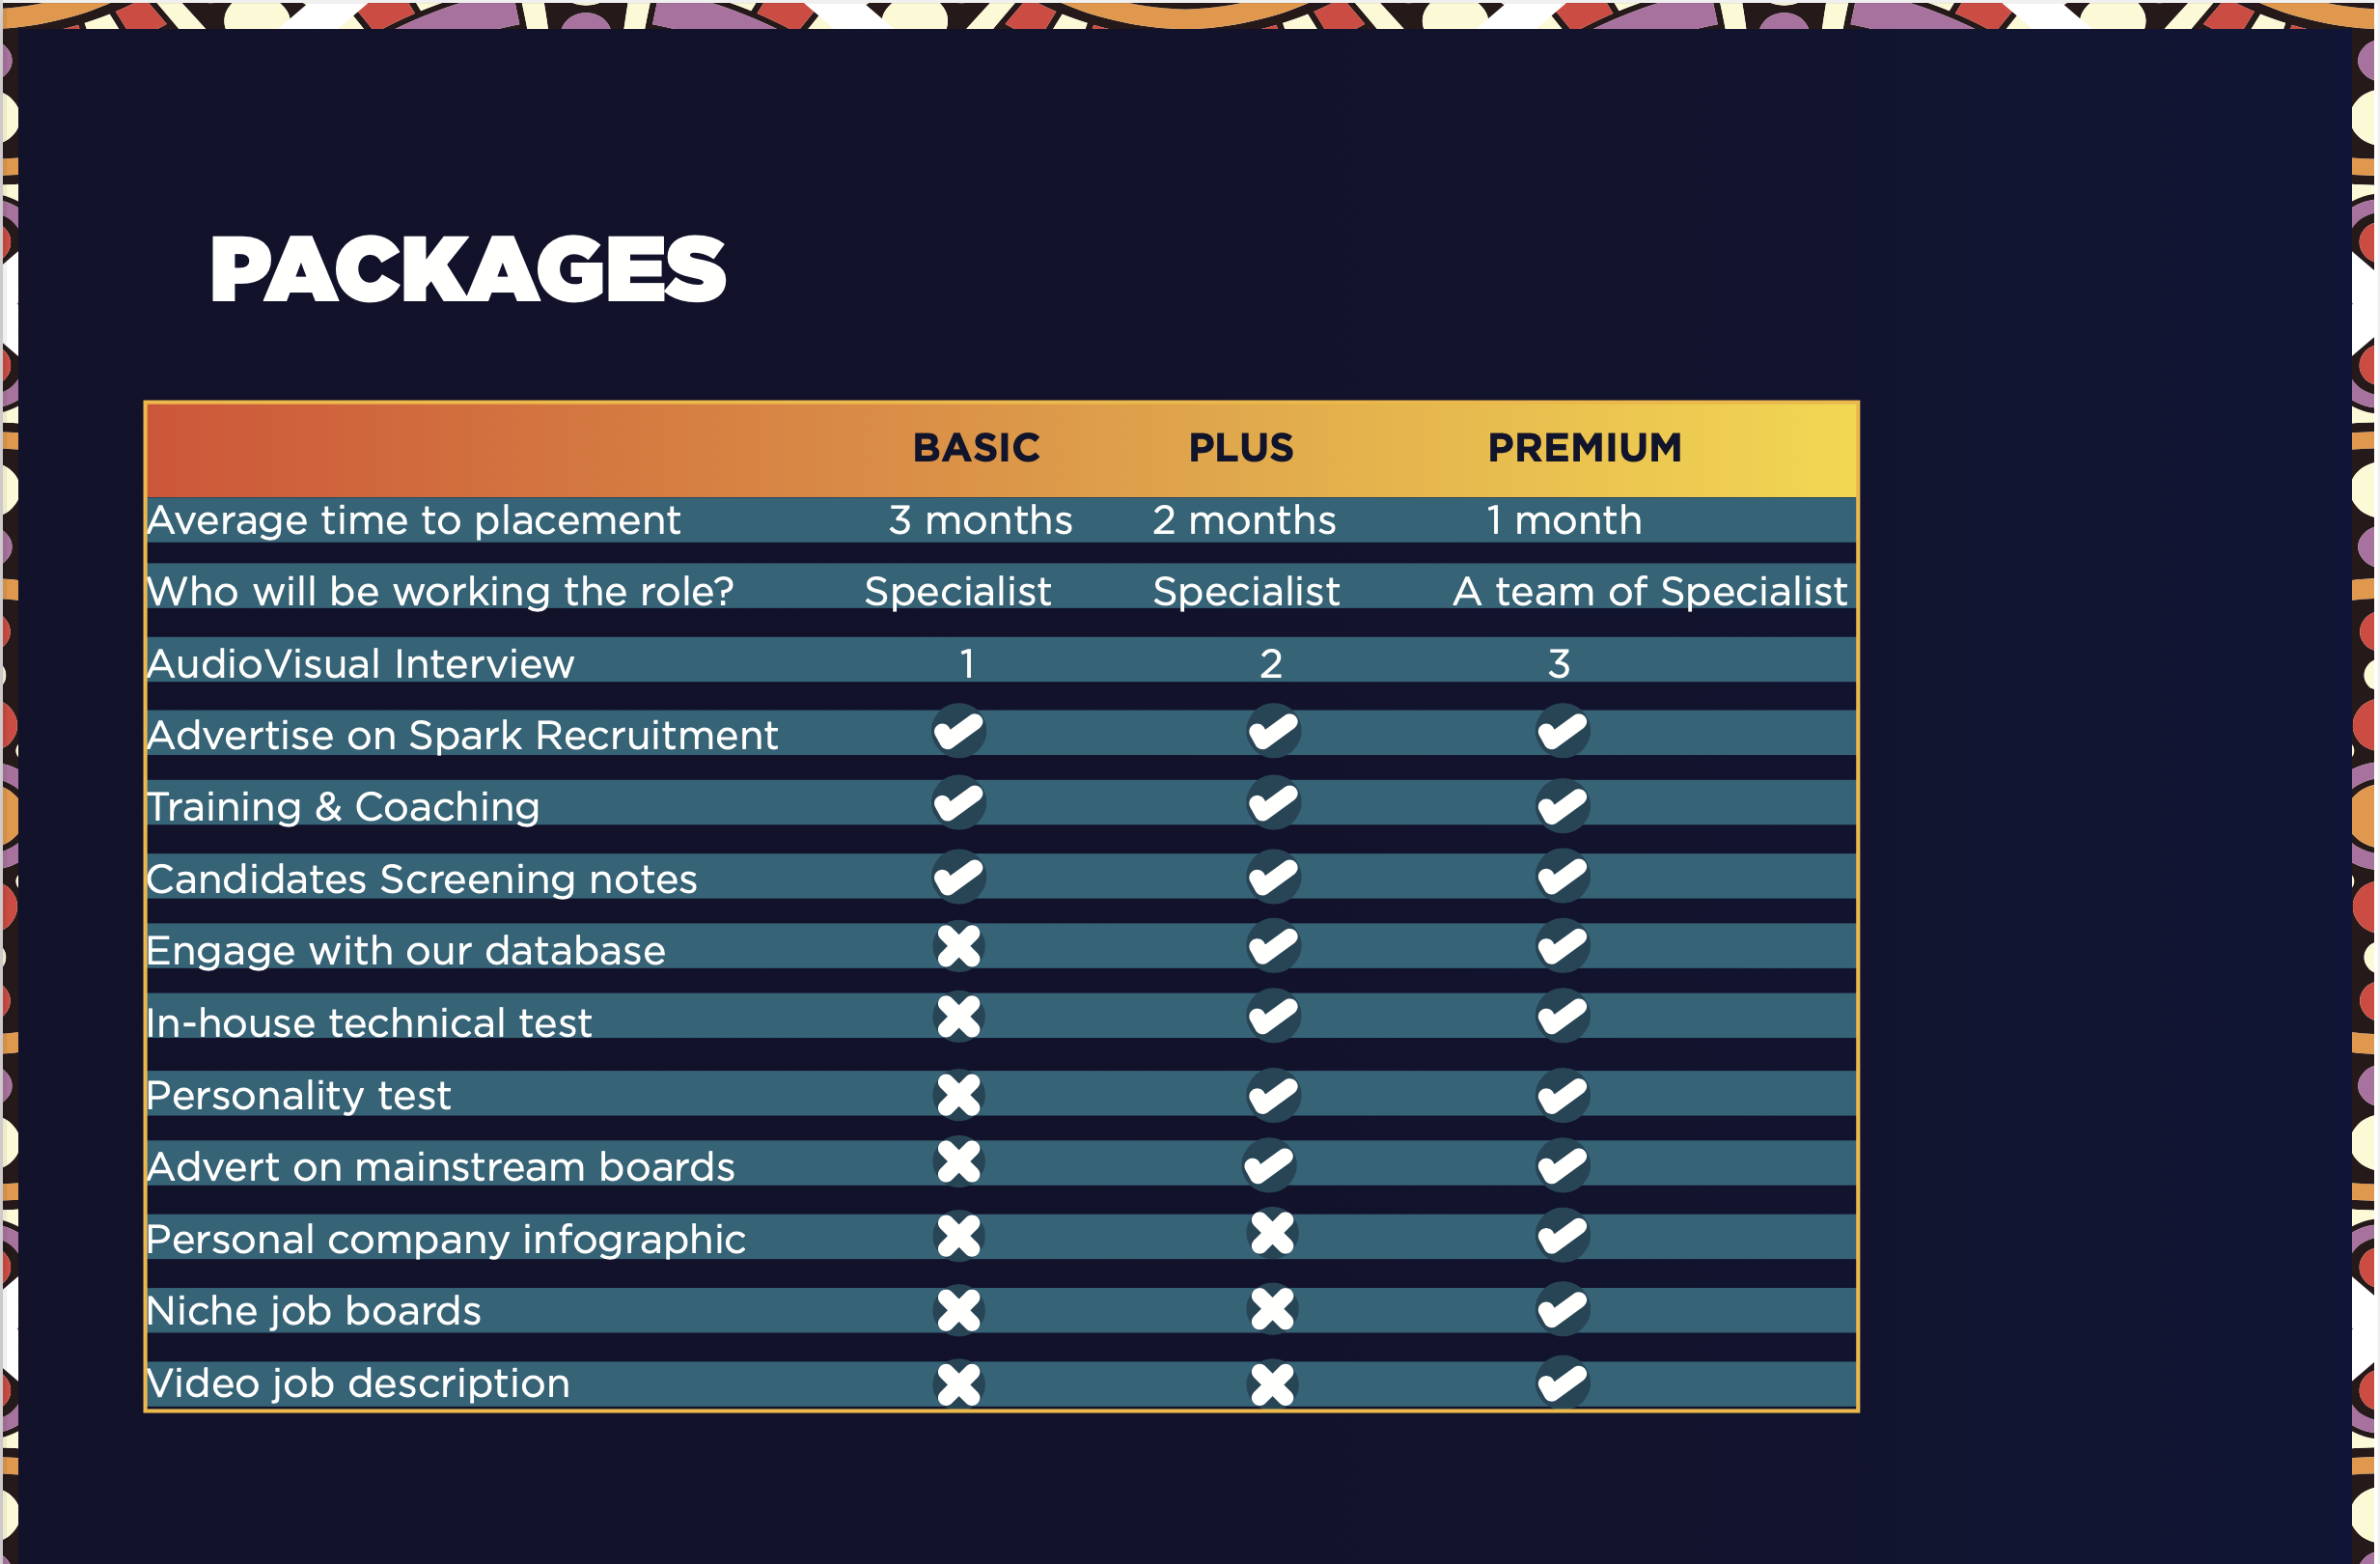 PACKAGES
BASIC PLUS PREMIUM
Average time to placement 3 months 2 months 1 month
Who will be working the role? Specialist Specialist A team of Specialist
AudioVisual Interview 1 2 3
Advertise on Spark Recruitment
Training & Coaching
Candidates Screening notes
Engage with our database
In-house technical test
Personality test
Advert on mainstream boards
Personal company infographic
Niche job boards
Video job description